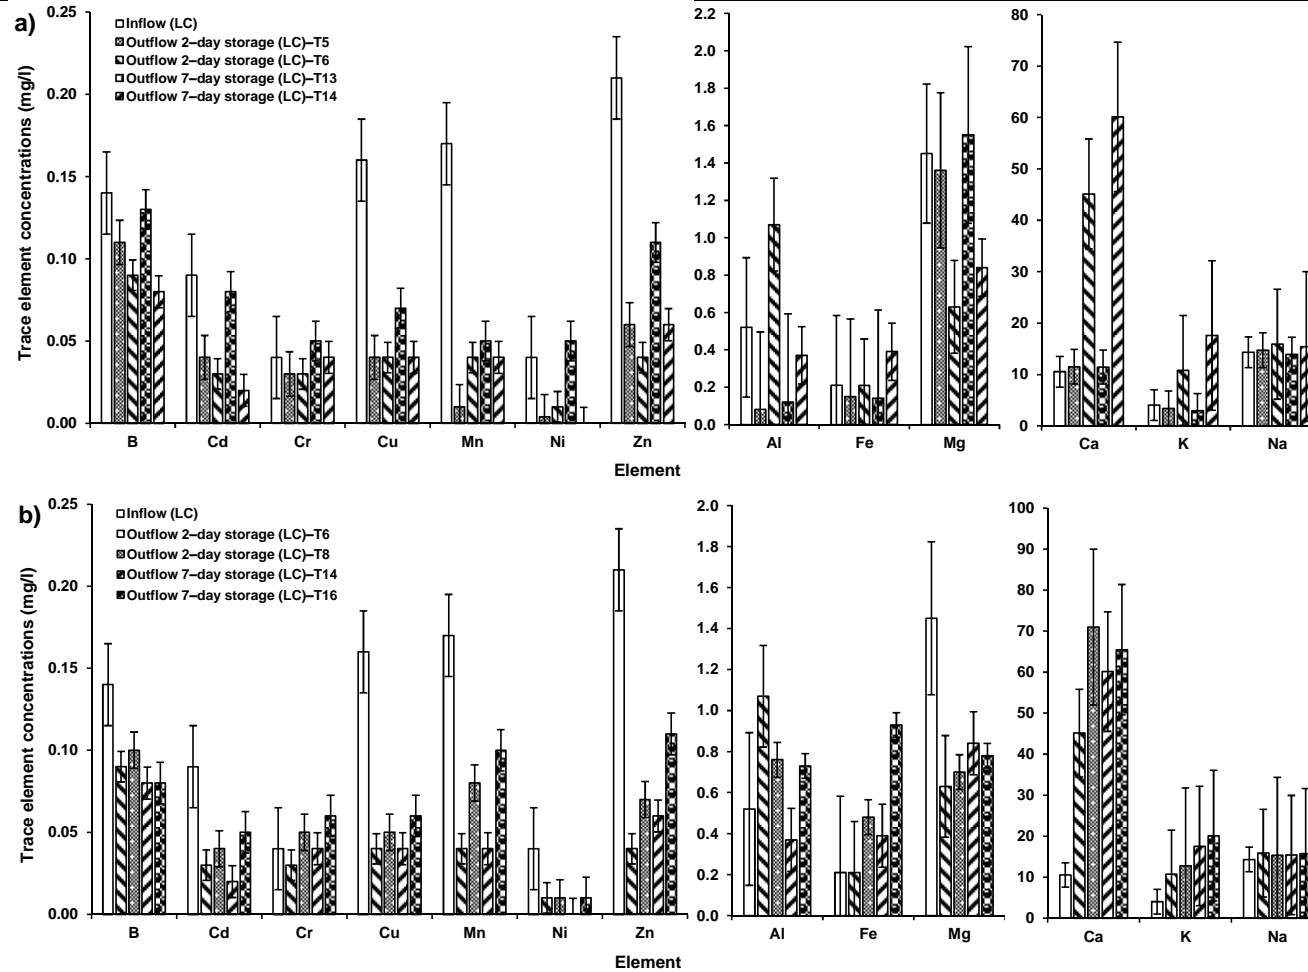 a)
Trace element concentrations (mg/l)
0.25
0.20
0.15
0.10
0.05
0.00
Inflow (LC)
Outflow 2–day storage (LC)–T5
Outflow 2–day storage (LC)–T6
Outflow 7–day storage (LC)–T13
Outflow 7–day storage (LC)–T14
B Cd Cr Cu Mn Ni Zn
2.2
2.0
1.8
1.6
1.4
1.2
1.0
0.8
0.6
0.4
0.2
0.0
Al Fe Mg
80
70
60
50
40
30
20
10
0
Ca K Na
Element
b)
Trace element concentrations (mg/l)
0.25
0.20
0.15
0.10
0.05
0.00
Inflow (LC)
Outflow 2–day storage (LC)–T6
Outflow 2–day storage (LC)–T8
Outflow 7–day storage (LC)–T14
Outflow 7–day storage (LC)–T16
B Cd Cr Cu Mn Ni Zn
2.0
1.8
1.6
1.4
1.2
1.0
0.8
0.6
0.4
0.2
0.0
Al Fe Mg
100
90
80
70
60
50
40
30
20
10
0
Ca K Na
Element